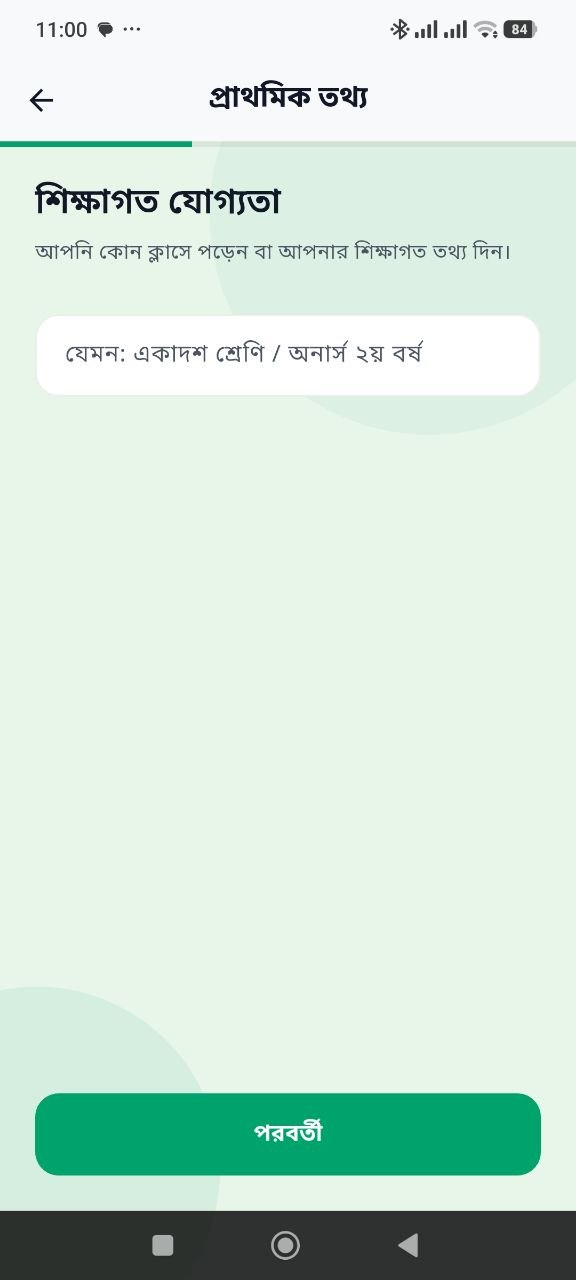 11:00
84
প্রাথমিক তথ্য
শিক্ষাগত যোগ্যতা
আপনি কোন ক্লাসে পড়েন বা আপনার শিক্ষাগত তথ্য দিন।
যেমন: একাদশ শ্রেণি / অনার্স ২য় বর্ষ
পরবর্তী